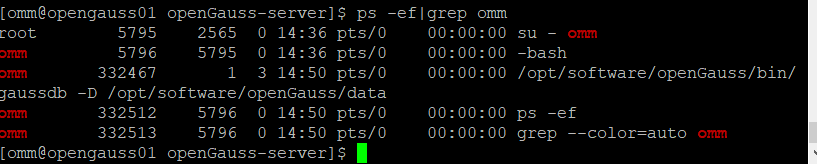 [omm@opengauss01 openGauss-server]$ ps -ef|grep omm
root 5795 2565 0 14:36 pts/0 00:00:00 su - omm
omm 5796 5795 0 14:36 pts/0 00:00:00 -bash
omm 332467 1 3 14:50 pts/0 00:00:00 /opt/software/openGauss/bin/
gaussdb -D /opt/software/openGauss/data
omm 332512 5796 0 14:50 pts/0 00:00:00 ps -ef
omm 332513 5796 0 14:50 pts/0 00:00:00 grep --color=auto omm
[omm@opengauss01 openGauss-server]$